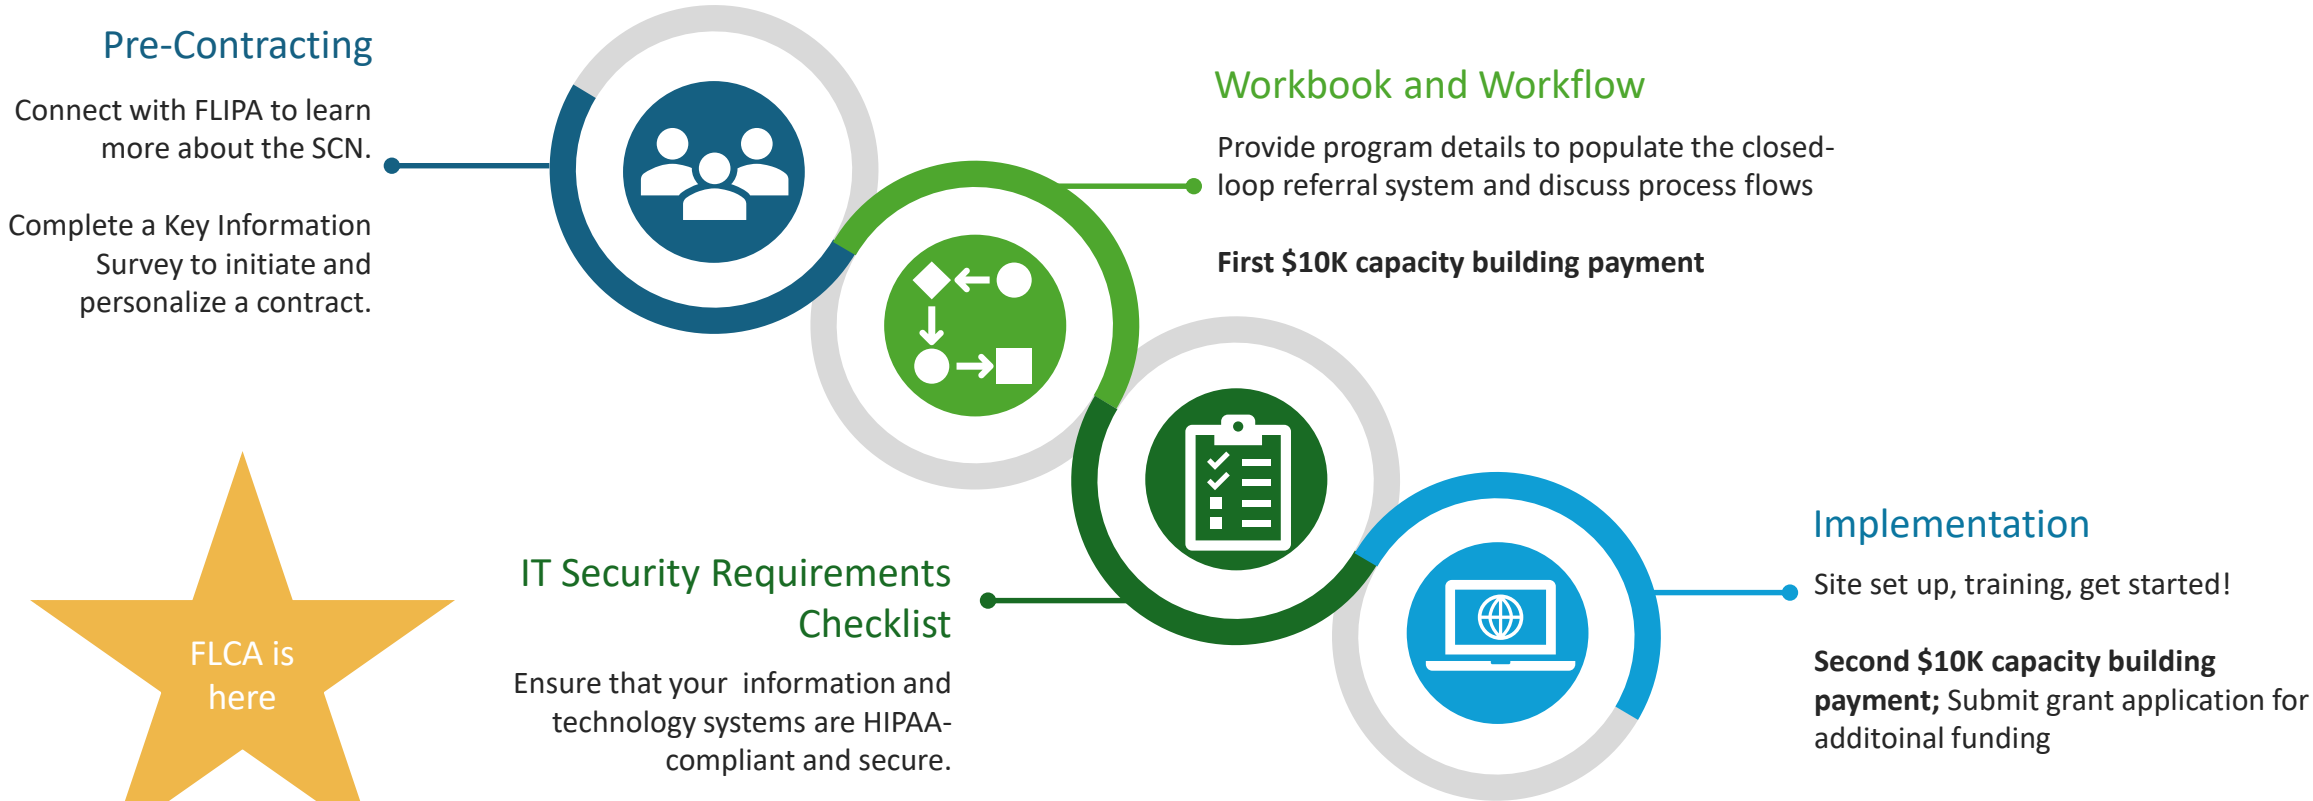 Pre-Contracting
Connect with FLIPA to learn
more about the SCN.
Complete a Key Information
Survey to initiate and
personalize a contract.
Workbook and Workflow
Provide program details to populate the closed-
loop referral system and discuss process flows
First $10K capacity building payment
FLCA is
here
IT Security Requirements
Checklist
Ensure that your  information and
technology systems are HIPAA-
compliant and secure.
Implementation
Site set up, training, get started!
Second $10K capacity building
payment; Submit grant application for
additoinal funding